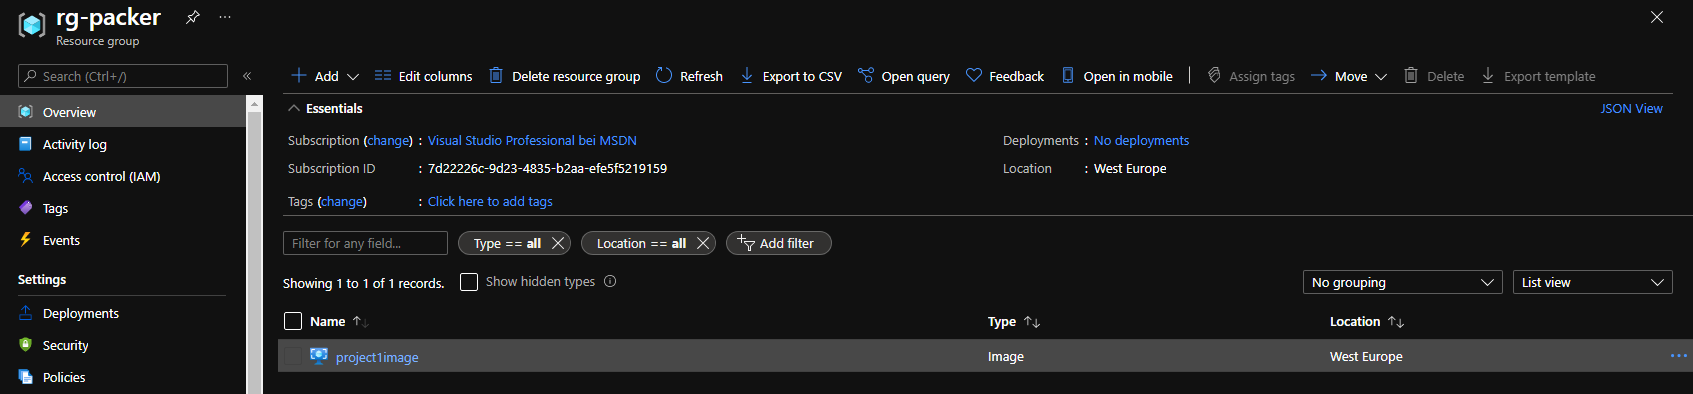 rg-packer
...
Resource group
Search (Ctrl+/)
«
Add
Edit columns
Delete resource group
Refresh
Export to CSV
Open query
Feedback
Open in mobile
Assign tags
Move
Delete
Export template
Overview
Activity log
Access control (IAM)
Tags
Events
Settings
Deployments
Security
Policies
Essentials
JSON View
Subscription (change) : Visual Studio Professional bei MSDN
Deployments : No deployments
Subscription ID : 7d22226c-9d23-4835-b2aa-efe5f5219159
Location : West Europe
Tags (change) : Click here to add tags
Filter for any field...
Type == all
Location == all
Add filter
Showing 1 to 1 of 1 records.
Show hidden types
No grouping
List view
Name
Type
Location
project1image
Image
West Europe
...